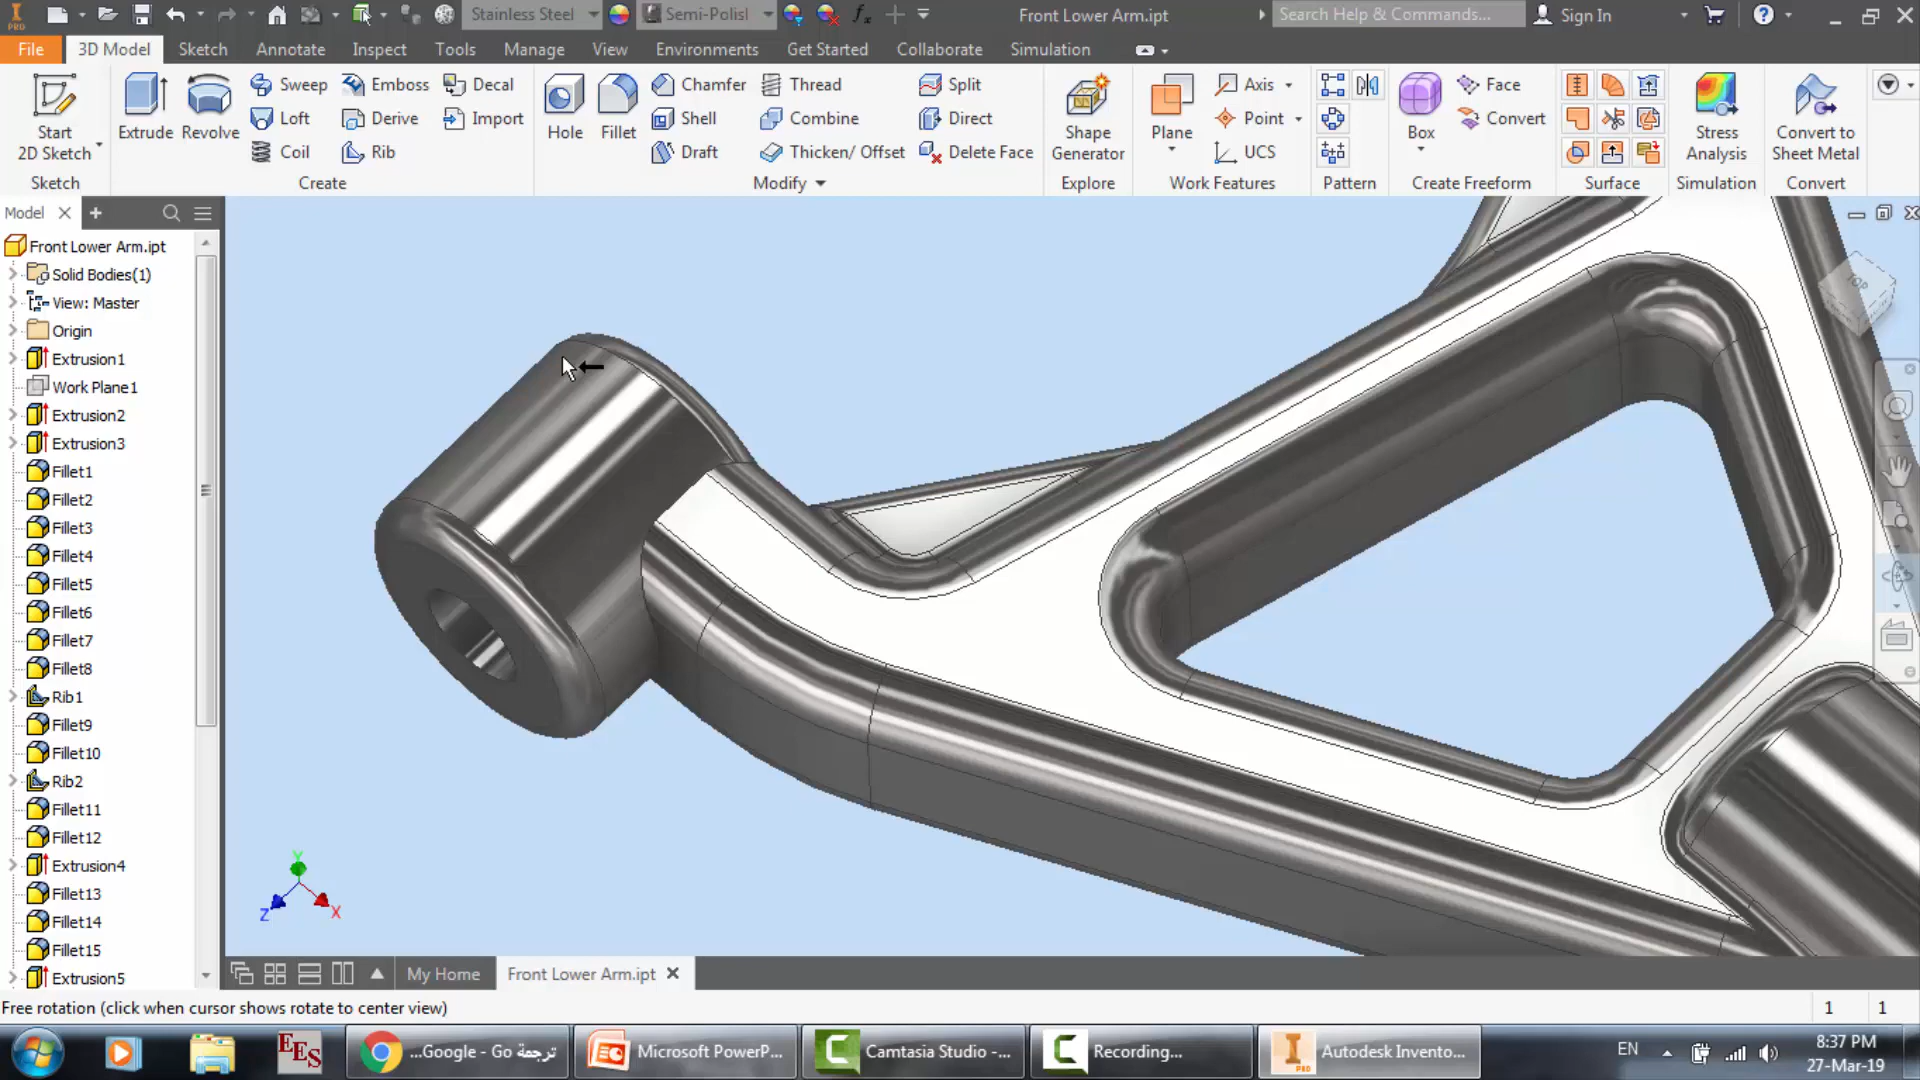 PRO
Stainless Steel
Semi-Polisl
Front Lower Arm.ipt
Search Help & Commands...
Sign In
File
3D Model
Sketch
Annotate
Inspect
Tools
Manage
View
Environments
Get Started
Collaborate
Simulation
Start
2D Sketch
Extrude
Revolve
Sweep
Loft
Coil
Emboss
Derive
Rib
Decal
Import
Hole
Fillet
Chamfer
Shell
Draft
Thread
Combine
Thicken/ Offset
Split
Direct
Delete Face
Shape
Generator
Plane
Axis
Point
UCS
Box
Face
Convert
Stress
Analysis
Convert to
Sheet Metal
Sketch
Create
Modify
Explore
Work Features
Pattern
Create Freeform
Surface
Simulation
Convert
Model
Front Lower Arm.ipt
Solid Bodies(1)
View: Master
Origin
Extrusion1
Work Plane1
Extrusion2
Extrusion3
Fillet1
Fillet2
Fillet3
Fillet4
Fillet5
Fillet6
Fillet7
Fillet8
Rib1
Fillet9
Fillet10
Rib2
Fillet11
Fillet12
Extrusion4
Fillet13
Fillet14
Fillet15
Extrusion5
TOP
Y
Z
X
My Home
Front Lower Arm.ipt
Free rotation (click when cursor shows rotate to center view)
1
1
EES
...Google - Go ترجمة
Microsoft PowerP...
Camtasia Studio -...
Recording...
PRO
Autodesk Invento...
EN
8:37 PM
27-Mar-19